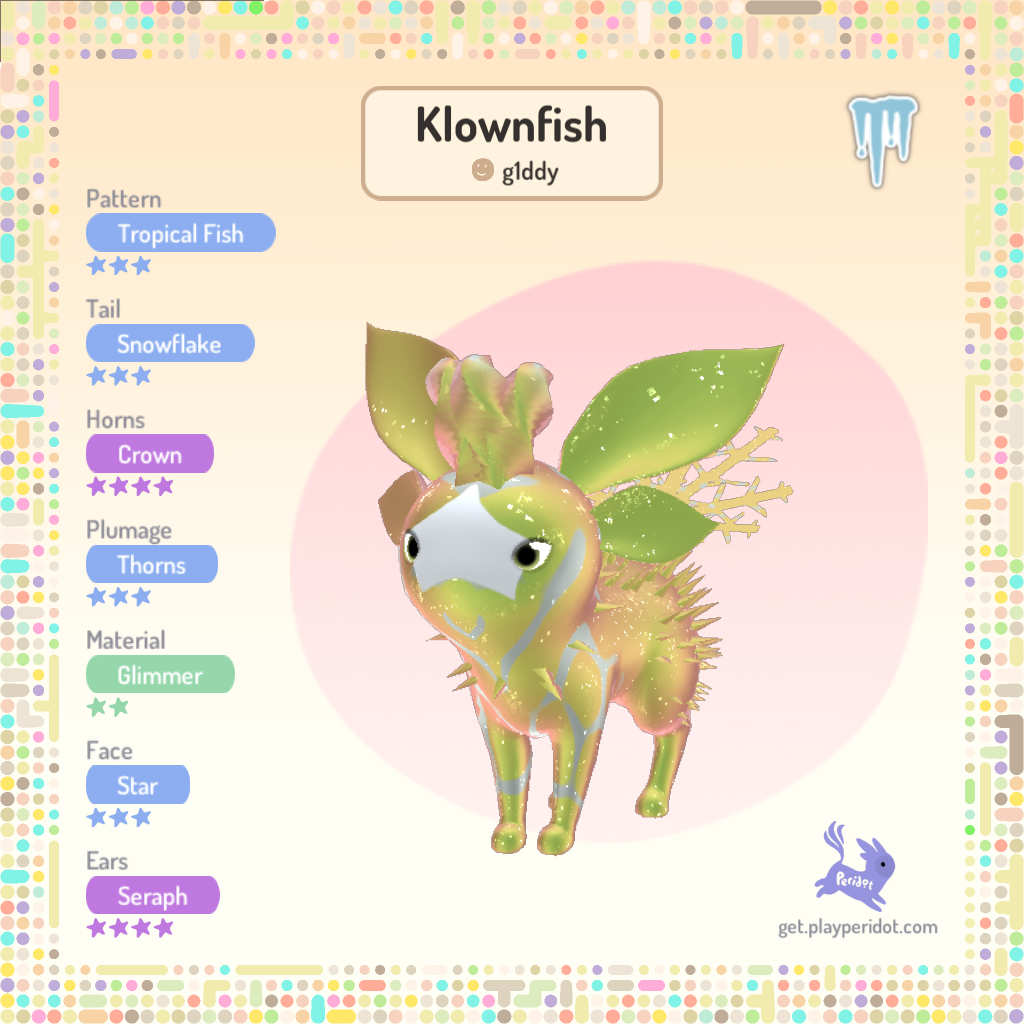 Klownfish
g1ddy
Pattern
Tropical Fish
Tail
Snowflake
Horns
Crown
Plumage
Thorns
Material
Glimmer
Face
Star
Ears
Seraph
Peridot
get.playperidot.com